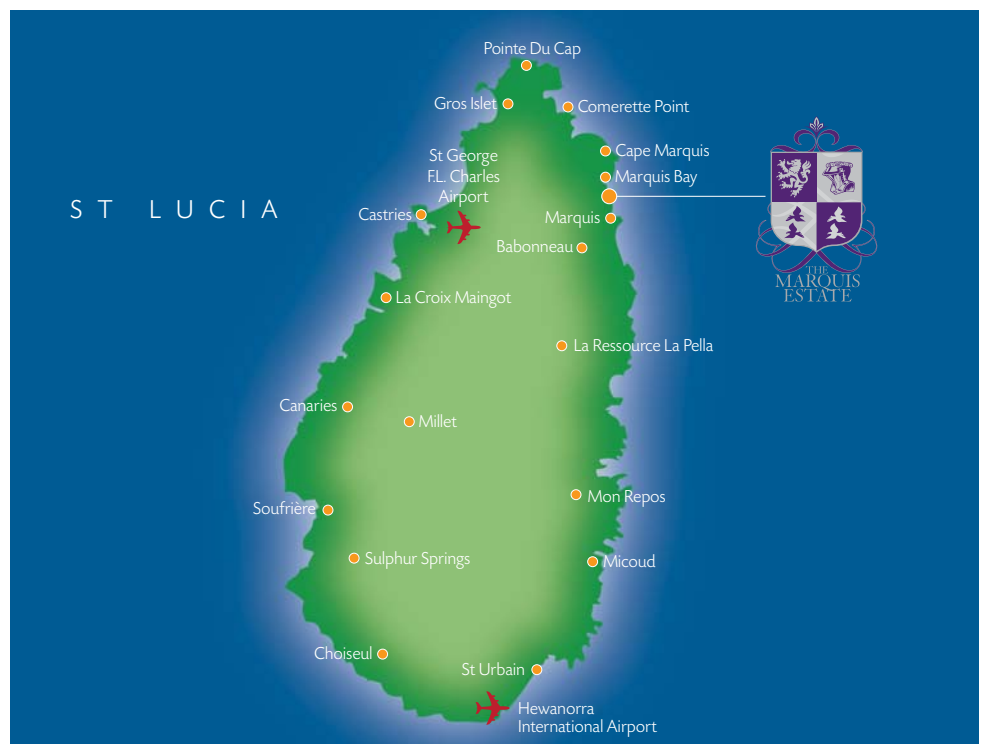 Pointe Du Cap
Gros Islet
Comerette Point
St George
F.L. Charles
Airport
Cape Marquis
Marquis Bay
ST LUCIA
Castries
Marquis
Babonneau
THE
MARQUIS
ESTATE
La Croix Maingot
La Ressource La Pella
Canaries
Millet
Mon Repos
Soufrière
Sulphur Springs
Micoud
Choiseul
St Urbain
Hewanorra
International Airport